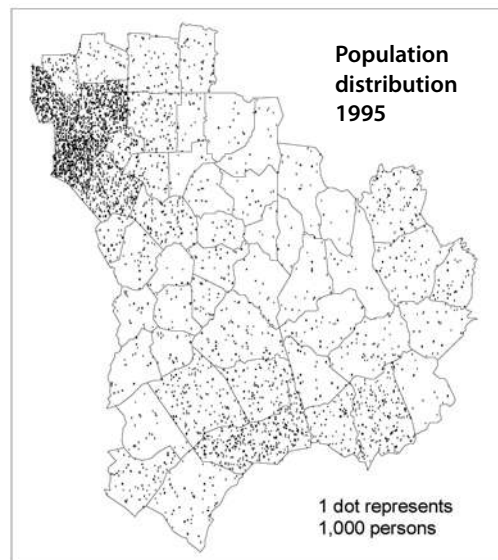 Population
distribution
1995
1 dot represents
1,000 persons